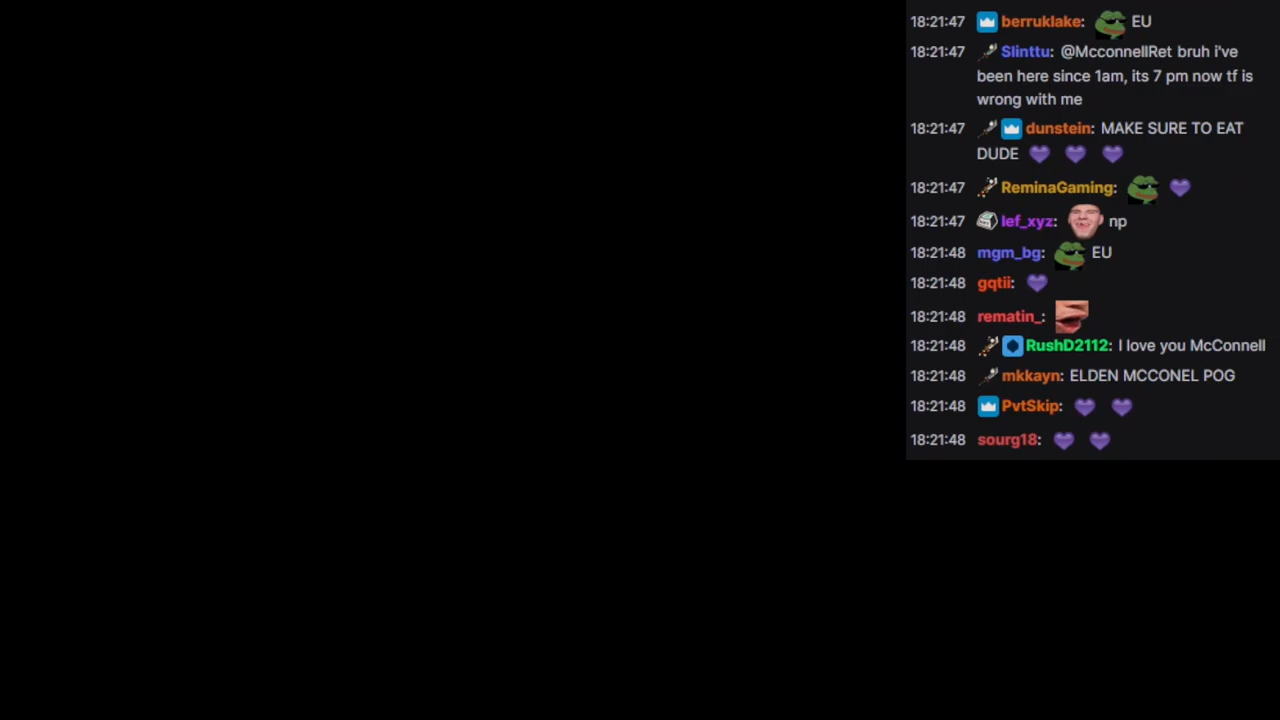 18:21:47 berruklake: EU
18:21:47 Slinttu: @McconnellRet bruh i've
been here since 1am, its 7 pm now tf is
wrong with me
18:21:47 dunstein: MAKE SURE TO EAT
DUDE
18:21:47 ReminaGaming:
18:21:47 lef_xyz: np
18:21:48 mgm_bg: EU
18:21:48 gqtii:
18:21:48 rematin_:
18:21:48 RushD2112: I love you McConnell
18:21:48 mkkayn: ELDEN MCCONEL POG
18:21:48 PvtSkip:
18:21:48 sourg18: